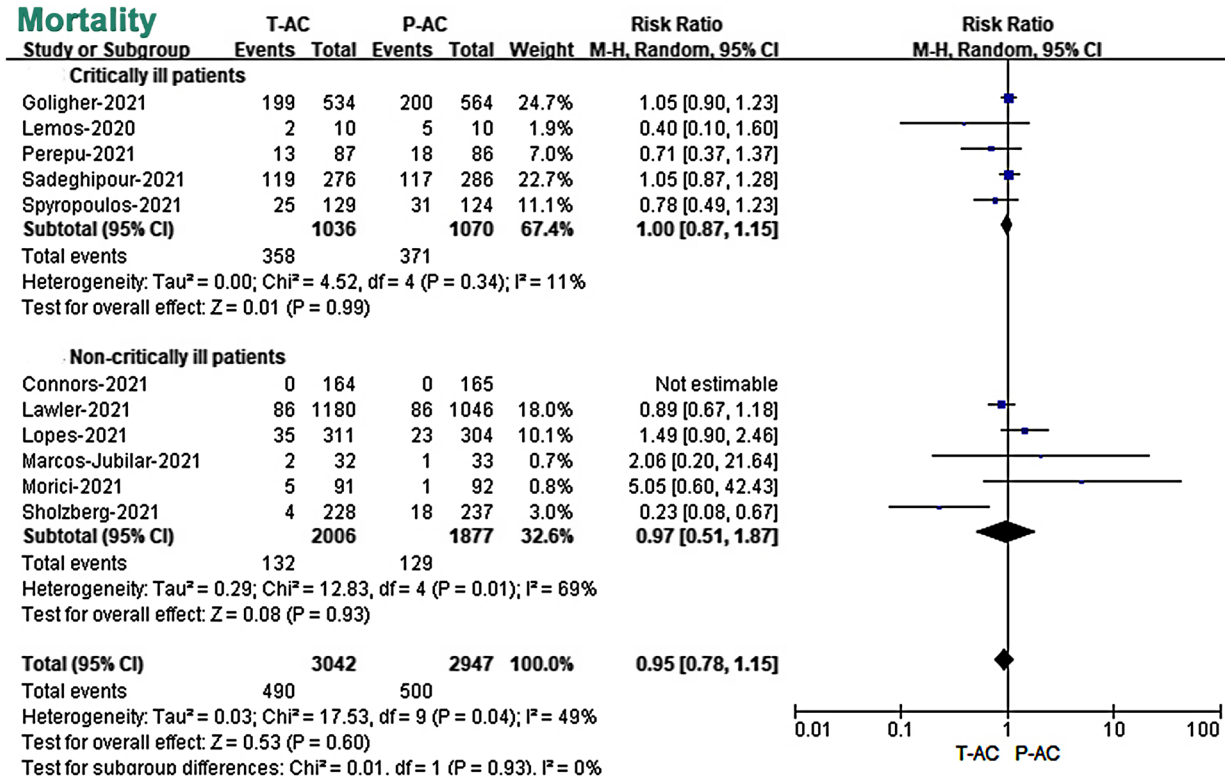 Mortality
T-AC P-AC Risk Ratio Risk Ratio
Study or Subgroup Events Total Events Total Weight M-H, Random, 95% CI M-H, Random, 95% CI
Critically ill patients
Goligher-2021 199 534 200 564 24.7% 1.05 [0.90, 1.23]
Lemos-2020 2 10 5 10 1.9% 0.40 [0.10, 1.60]
Perepu-2021 13 87 18 86 7.0% 0.71 [0.37, 1.37]
Sadeghipour-2021 119 276 117 286 22.7% 1.05 [0.87, 1.28]
Spyropoulos-2021 25 129 31 124 11.1% 0.78 [0.49, 1.23]
Subtotal (95% CI) 1036 1070 67.4% 1.00 [0.87, 1.15]
Total events 358 371
Heterogeneity: Tau² = 0.00; Chi² = 4.52, df = 4 (P = 0.34); I² = 11%
Test for overall effect: Z = 0.01 (P = 0.99)
Non-critically ill patients
Connors-2021 0 164 0 165 Not estimable
Lawler-2021 86 1180 86 1046 18.0% 0.89 [0.67, 1.18]
Lopes-2021 35 311 23 304 10.1% 1.49 [0.90, 2.46]
Marcos-Jubilar-2021 2 32 1 33 0.7% 2.06 [0.20, 21.64]
Morici-2021 5 91 1 92 0.8% 5.05 [0.60, 42.43]
Sholzberg-2021 4 228 18 237 3.0% 0.23 [0.08, 0.67]
Subtotal (95% CI) 2006 1877 32.6% 0.97 [0.51, 1.87]
Total events 132 129
Heterogeneity: Tau² = 0.29; Chi² = 12.83, df = 4 (P = 0.01); I² = 69%
Test for overall effect: Z = 0.08 (P = 0.93)
Total (95% CI) 3042 2947 100.0% 0.95 [0.78, 1.15]
Total events 490 500
Heterogeneity: Tau² = 0.03; Chi² = 17.53, df = 9 (P = 0.04); I² = 49%
Test for overall effect: Z = 0.53 (P = 0.60)
Test for subgroup differences: Chi² = 0.01, df = 1 (P = 0.93), I² = 0%
0.01 0.1 1 10 100
T-AC P-AC